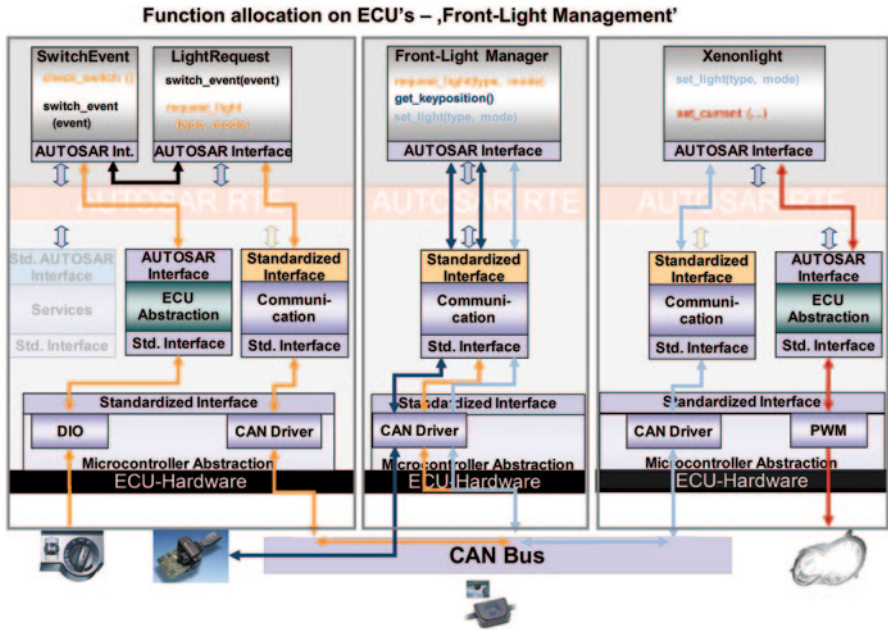 Function allocation on ECU's – ‚Front-Light Management'
SwitchEvent
check_switch ()
switch_event
(event)
AUTOSAR Int.
LightRequest
switch_event(event)
request_light
(type, mode)
AUTOSAR Interface
Front-Light Manager
request_light(type, mode)
get_keyposition()
set_light(type, mode)
AUTOSAR Interface
Xenonlight
set_light(type, mode)
set_current (...)
AUTOSAR Interface
AUTOSAR RTE
AUTOSAR RTE
AUTOSAR RTE
Std. AUTOSAR
Interface
Services
Std. Interface
AUTOSAR
Interface
ECU
Abstraction
Std. Interface
Standardized
Interface
Communi-
cation
Std. Interface
Standardized
Interface
Communi-
cation
Std. Interface
Standardized
Interface
Communi-
cation
Std. Interface
AUTOSAR
Interface
ECU
Abstraction
Std. Interface
Standardized Interface
DIO
CAN Driver
Microcontroller Abstraction
ECU-Hardware
Standardized Interface
CAN Driver
Microcontroller Abstraction
ECU-Hardware
Standardized Interface
CAN Driver
PWM
Microcontroller Abstraction
ECU-Hardware
CAN Bus